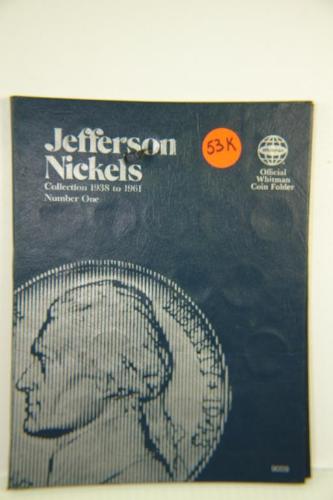 Jefferson
Nickels
Collection 1938 to 1961
Number One
53K
Official
Whitman
Coin Folder
LIBERTY
9009